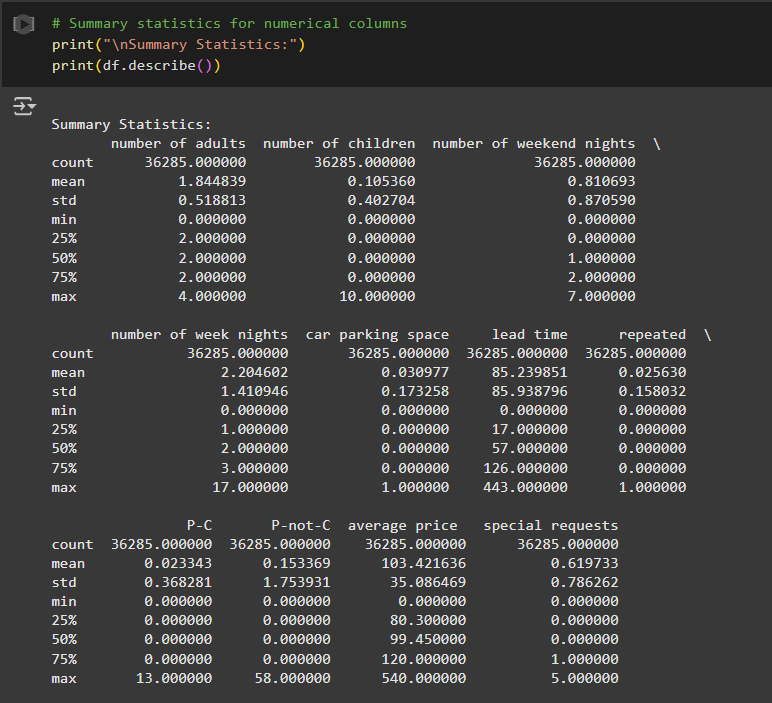 # Summary statistics for numerical columns
print("\nSummary Statistics:")
print(df.describe())
Summary Statistics:
       number of adults  number of children  number of weekend nights  \
count      36285.000000        36285.000000              36285.000000
mean           1.844839            0.105360                  0.810693
std            0.518813            0.402704                  0.870590
min            0.000000            0.000000                  0.000000
25%            2.000000            0.000000                  0.000000
50%            2.000000            0.000000                  1.000000
75%            2.000000            0.000000                  2.000000
max            4.000000           10.000000                  7.000000
       number of week nights  car parking space     lead time      repeated  \
count           36285.000000       36285.000000  36285.000000  36285.000000
mean                2.204602           0.030977     85.239851      0.025630
std                 1.410946           0.173258     85.938796      0.158032
min                 0.000000           0.000000      0.000000      0.000000
25%                 1.000000           0.000000     17.000000      0.000000
50%                 2.000000           0.000000     57.000000      0.000000
75%                 3.000000           0.000000    126.000000      0.000000
max                17.000000           1.000000    443.000000      1.000000
                P-C       P-not-C  average price   special requests
count  36285.000000  36285.000000    36285.000000      36285.000000
mean       0.023343      0.153369      103.421636          0.619733
std        0.368281      1.753931       35.086469          0.786262
min        0.000000      0.000000        0.000000          0.000000
25%        0.000000      0.000000       80.300000          0.000000
50%        0.000000      0.000000       99.450000          0.000000
75%        0.000000      0.000000      120.000000          1.000000
max       13.000000     58.000000      540.000000          5.000000